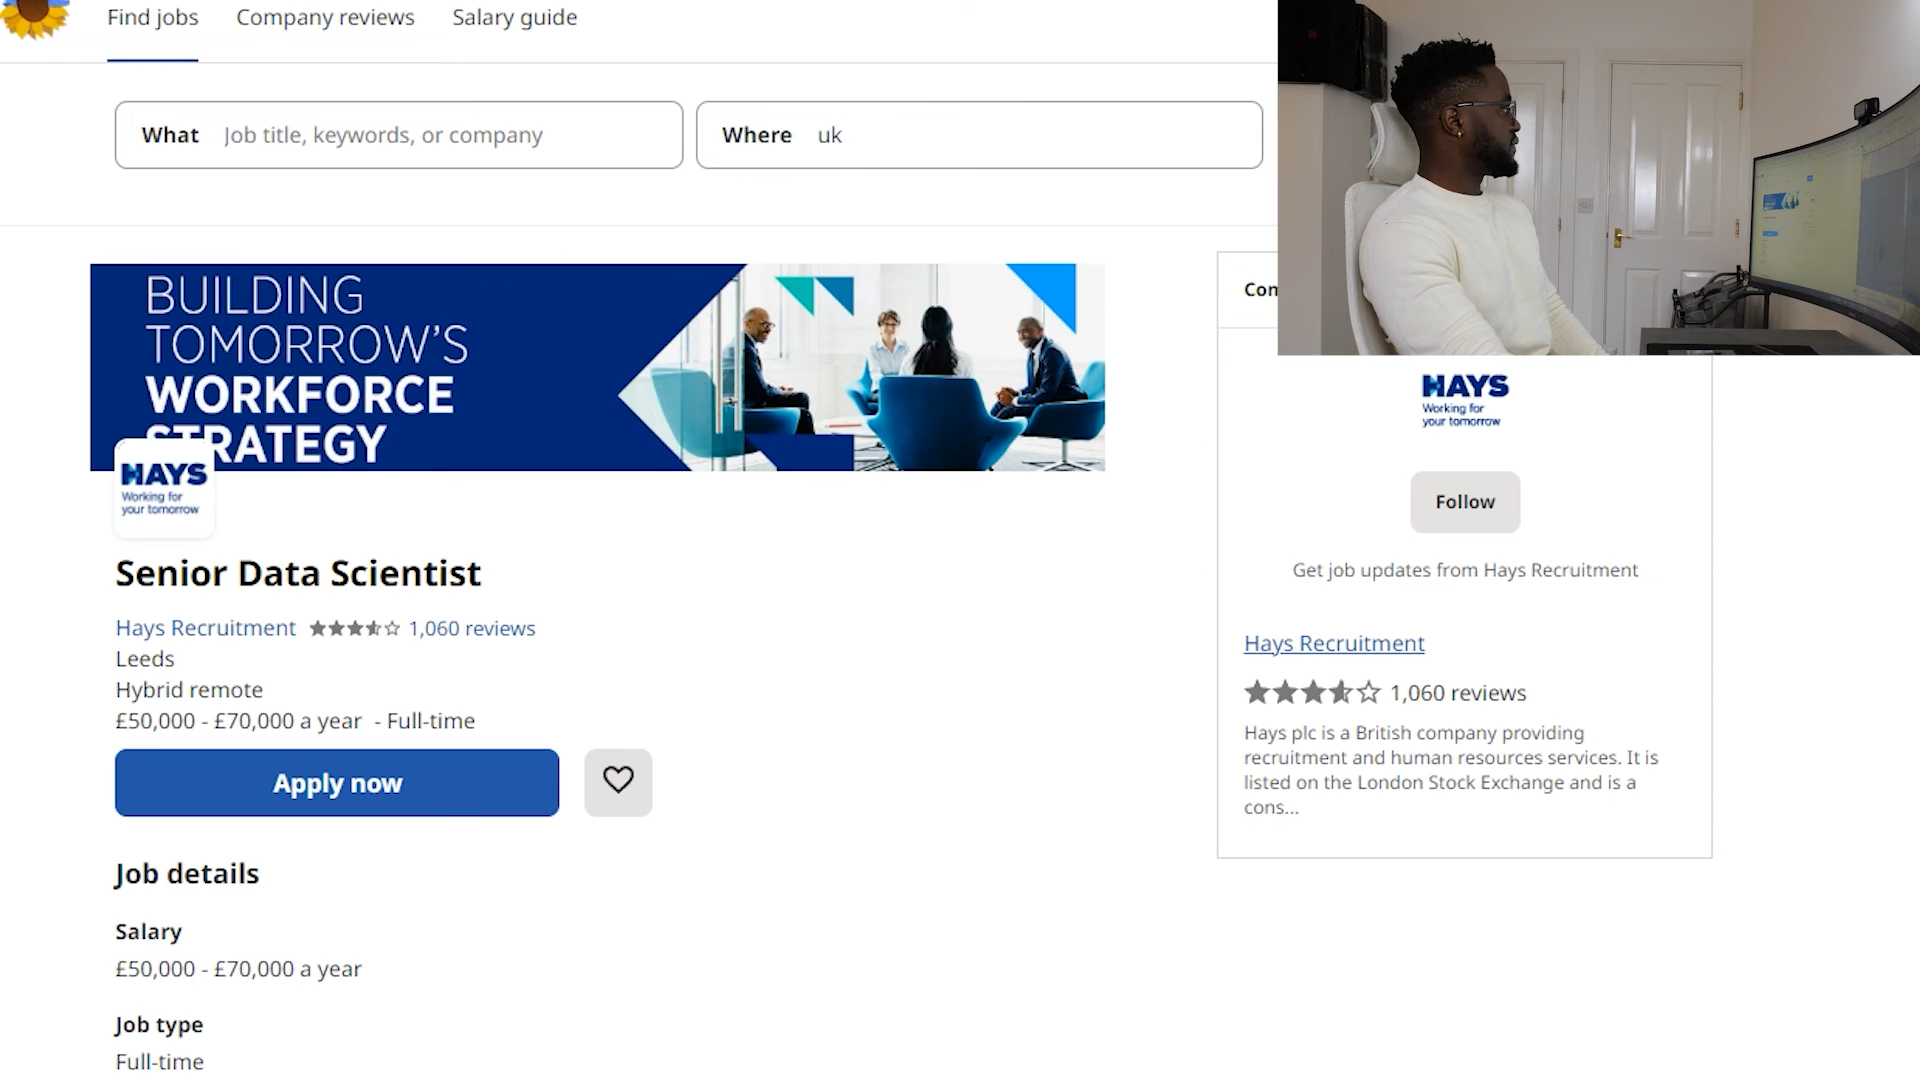 Find jobs
Company reviews
Salary guide
What Job title, keywords, or company
Where uk
BUILDING
TOMORROW'S
WORKFORCE
STRATEGY
HAYS
Working for
your tomorrow
Senior Data Scientist
Hays Recruitment 1,060 reviews
Leeds
Hybrid remote
£50,000 - £70,000 a year - Full-time
Apply now
Job details
Salary
£50,000 - £70,000 a year
Job type
Full-time
HAYS
Working for
your tomorrow
Follow
Get job updates from Hays Recruitment
Hays Recruitment
1,060 reviews
Hays plc is a British company providing
recruitment and human resources services. It is
listed on the London Stock Exchange and is a
cons...